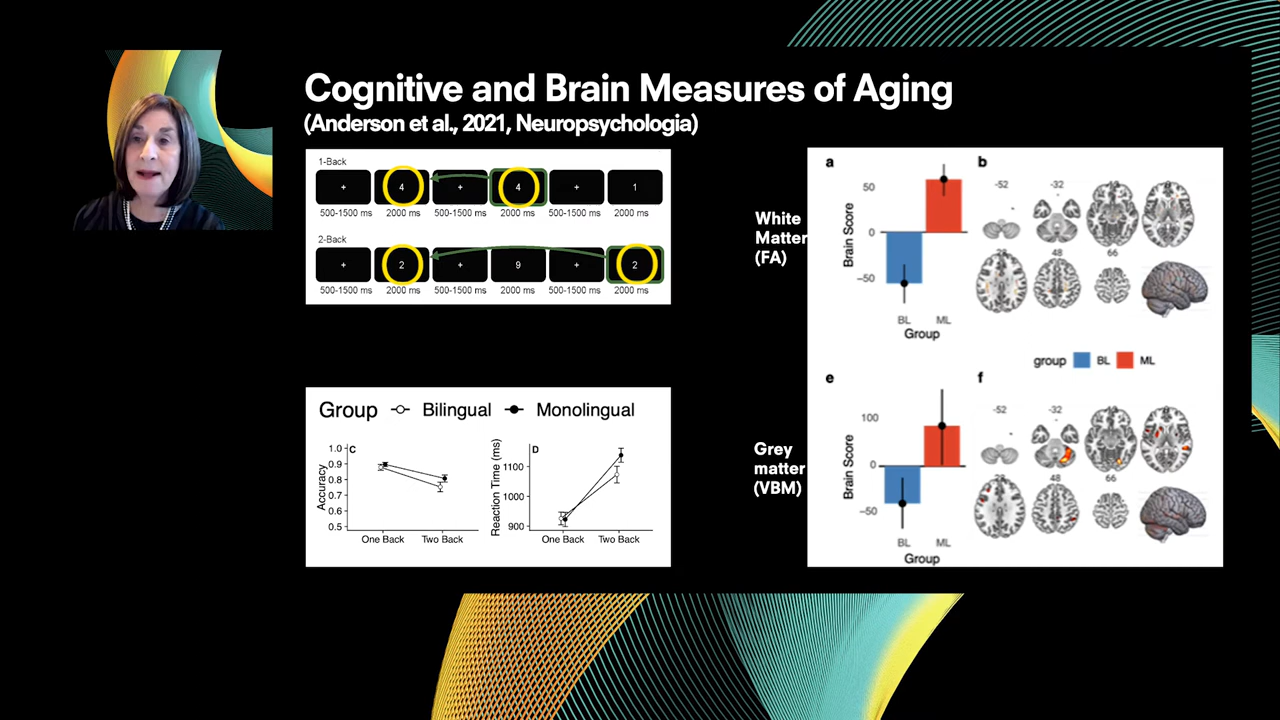 Cognitive and Brain Measures of Aging
(Anderson et al., 2021, Neuropsychologia)
1-Back
+ 4 + 4 + 1
500-1500 ms 2000 ms 500-1500 ms 2000 ms 500-1500 ms 2000 ms
2-Back
+ 2 + 9 + 2
500-1500 ms 2000 ms 500-1500 ms 2000 ms 500-1500 ms 2000 ms
Group Bilingual Monolingual
C
Accuracy
1.0
0.9
0.8
0.7
0.6
0.5
One Back Two Back
D
Reaction Time (ms)
1100
1000
900
One Back Two Back
White
Matter
(FA)
a
Brain Score
50
0
-50
BL ML
Group
b
-52 -32
28 48 66
group BL ML
Grey
matter
(VBM)
e
Brain Score
100
0
-50
BL ML
Group
f
-52 -32
28 48 66